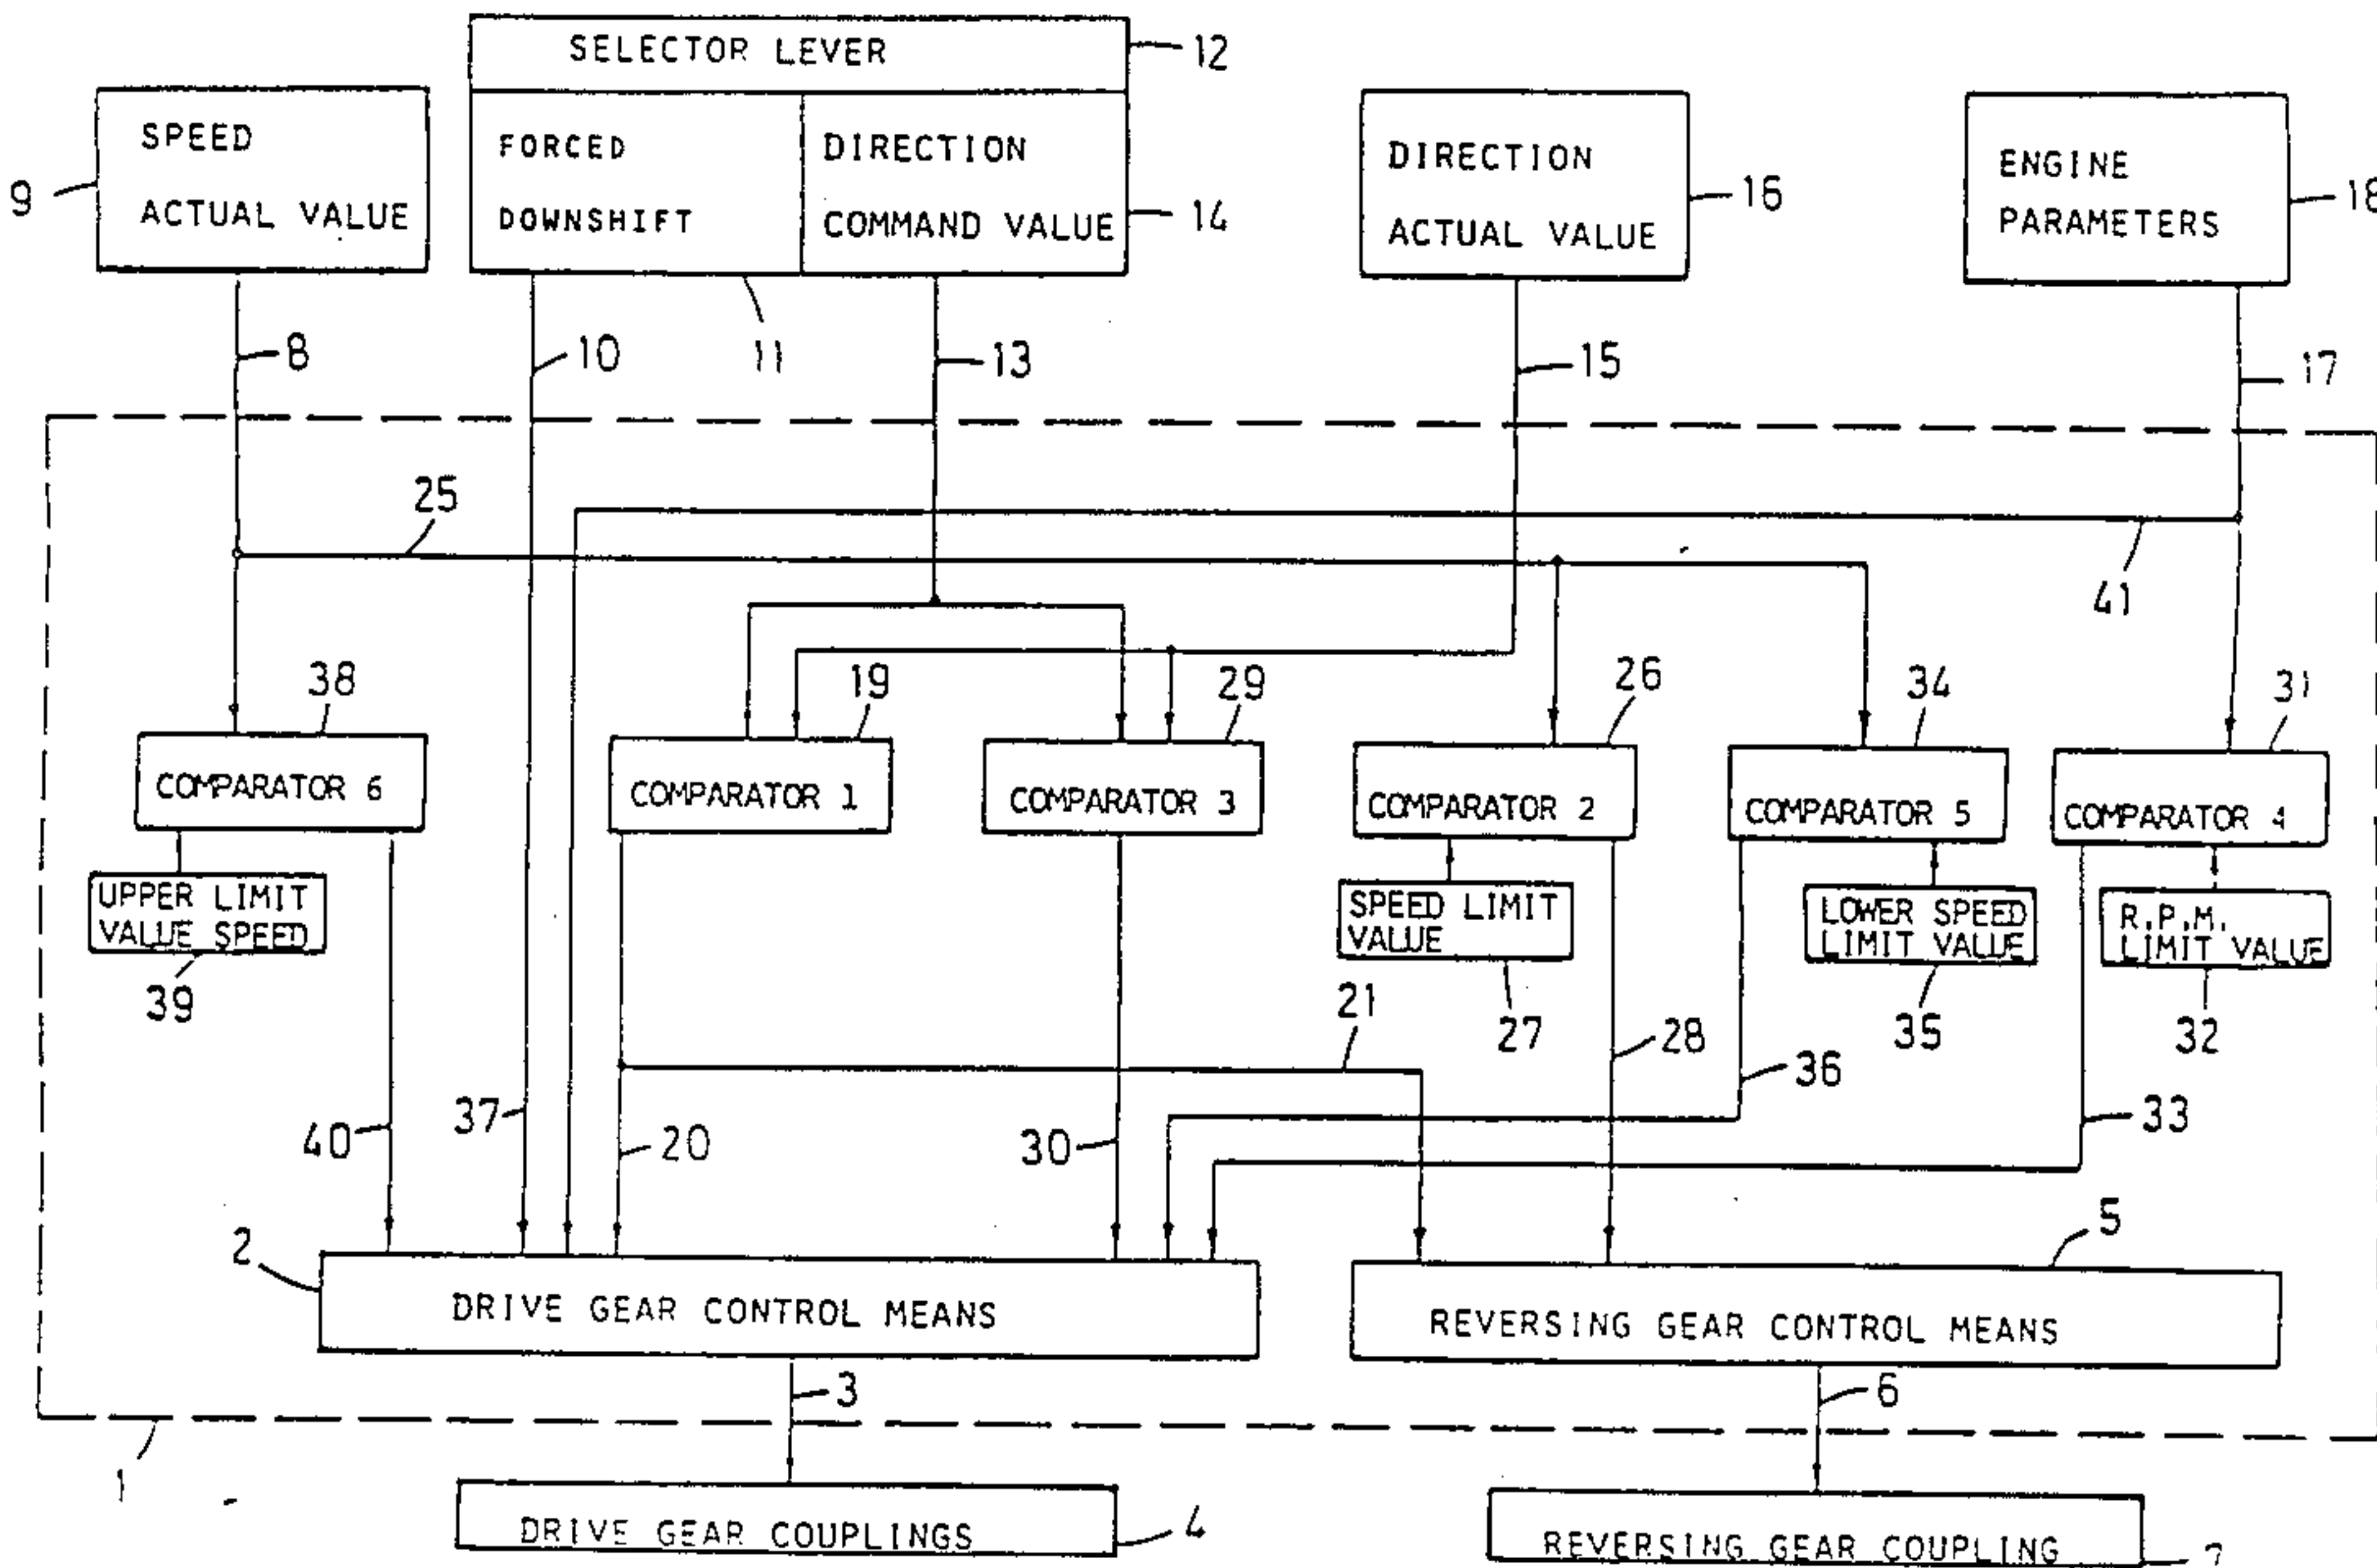 SELECTOR LEVER
12
SPEED
ACTUAL VALUE
9
FORCED
DOWNSHIFT
DIRECTION
COMMAND VALUE
14
DIRECTION
ACTUAL VALUE
16
ENGINE
PARAMETERS
18
8
10
11
13
15
17
25
41
38
19
29
26
34
31
COMPARATOR 6
COMPARATOR 1
COMPARATOR 3
COMPARATOR 2
COMPARATOR 5
COMPARATOR 4
UPPER LIMIT
VALUE SPEED
39
SPEED LIMIT
VALUE
27
LOWER SPEED
LIMIT VALUE
35
R.P.M.
LIMIT VALUE
32
21
28
36
33
40
37
20
30
2
DRIVE GEAR CONTROL MEANS
5
REVERSING GEAR CONTROL MEANS
3
6
1
DRIVE GEAR COUPLINGS
4
REVERSING GEAR COUPLING
7